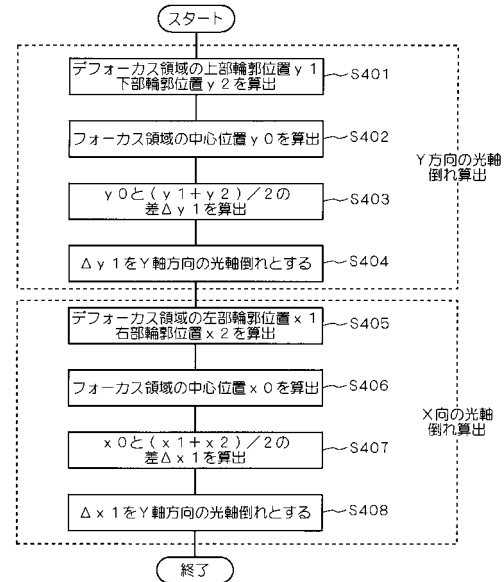 スタート
デフォーカス領域の上部輪郭位置y1
下部輪郭位置y2を算出
S401
フォーカス領域の中心位置y0を算出
S402
y0と(y1+y2)/2の
差Δy1を算出
S403
Δy1をY軸方向の光軸倒れとする
S404
Y方向の光軸
倒れ算出
デフォーカス領域の左部輪郭位置x1
右部輪郭位置x2を算出
S405
フォーカス領域の中心位置x0を算出
S406
x0と(x1+x2)/2の
差Δx1を算出
S407
Δx1をY軸方向の光軸倒れとする
S408
X向の光軸
倒れ算出
終了